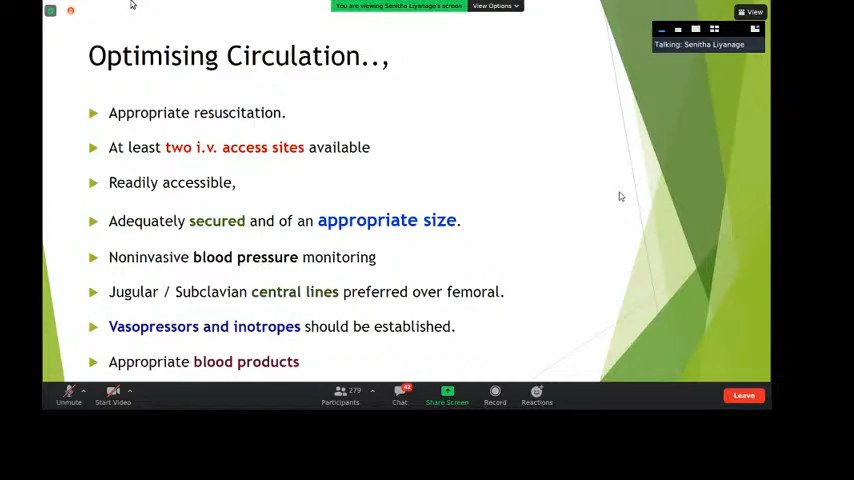 You are viewing Senitha Liyanage's screen
View Options
View
Talking: Senitha Liyanage
Optimising Circulation..,
Appropriate resuscitation.
At least two i.v. access sites available
Readily accessible,
Adequately secured and of an appropriate size.
Noninvasive blood pressure monitoring
Jugular / Subclavian central lines preferred over femoral.
Vasopressors and inotropes should be established.
Appropriate blood products
Unmute
Start Video
279
Participants
42
Chat
Share Screen
Record
Reactions
Leave